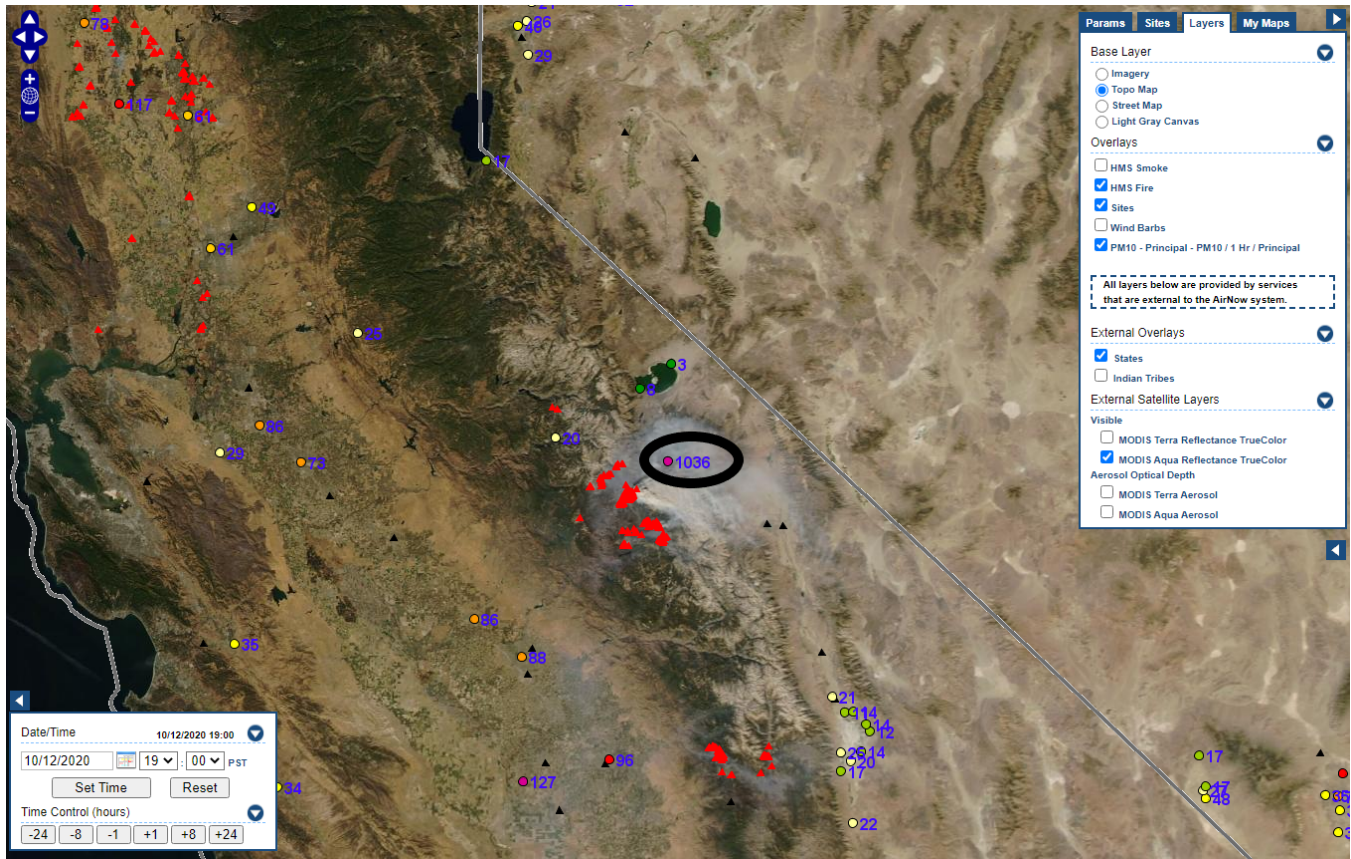 78
117
61
21
26
46
29
17
49
61
25
3
6
20
1036
86
29
73
86
88
35
34
96
127
21
11
14
14
12
14
20
17
22
17
17
48
Params Sites Layers My Maps
Base Layer
Imagery
Topo Map
Street Map
Light Gray Canvas
Overlays
HMS Smoke
HMS Fire
Sites
Wind Barbs
PM10 - Principal - PM10 / 1 Hr / Principal
All layers below are provided by services
that are external to the AirNow system.
External Overlays
States
Indian Tribes
External Satellite Layers
Visible
MODIS Terra Reflectance TrueColor
MODIS Aqua Reflectance TrueColor
Aerosol Optical Depth
MODIS Terra Aerosol
MODIS Aqua Aerosol
Date/Time 10/12/2020 19:00
10/12/2020 19 : 00 PST
Set Time Reset
Time Control (hours)
-24 -8 -1 +1 +8 +24